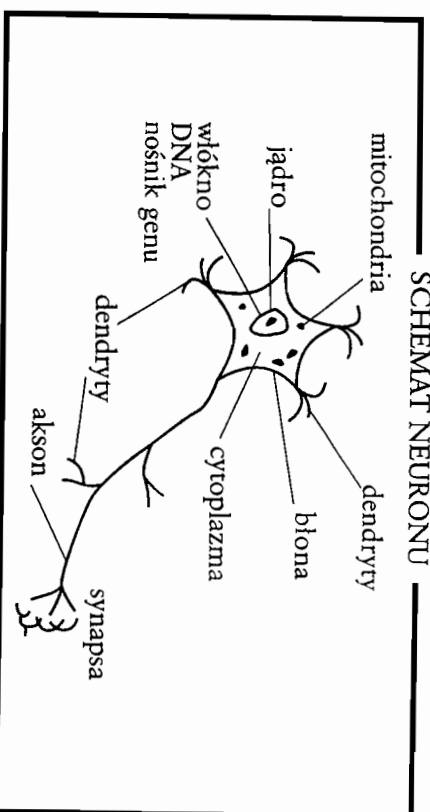 SCHEMAT NEURONU
mitochondria
jądro
włókno
DNA
nośnik genu
dendryty
błona
cytoplazma
dendryty
akson
synapsa